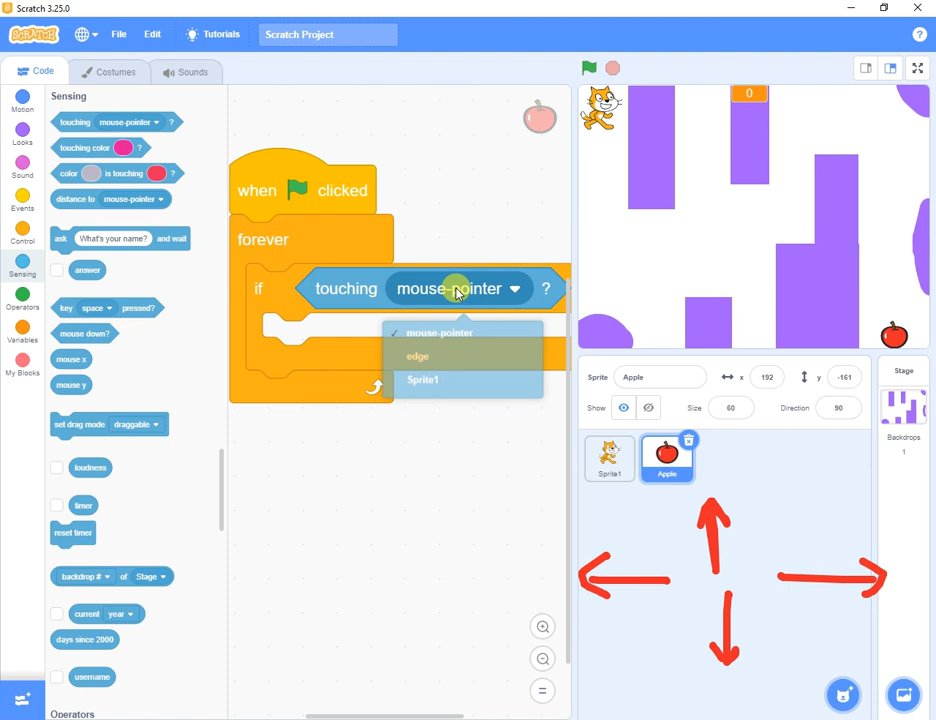 Scratch 3.25.0
SCRATCH File Edit Tutorials Scratch Project ?
Code Costumes Sounds
Motion
Looks
Sound
Events
Control
Sensing
Operators
Variables
My Blocks
Sensing
touching mouse-pointer ?
touching color ?
color is touching ?
distance to mouse-pointer
ask What's your name? and wait
answer
key space pressed?
mouse down?
mouse x
mouse y
set drag mode draggable
loudness
timer
reset timer
backdrop # of Stage
current year
days since 2000
username
Operators
when clicked
forever
if touching mouse-pointer ?
✓ mouse-pointer
edge
Sprite1
0
Sprite Apple x 192 y -161
Show Size 60 Direction 90
Sprite1
Apple
Stage
Backdrops
1